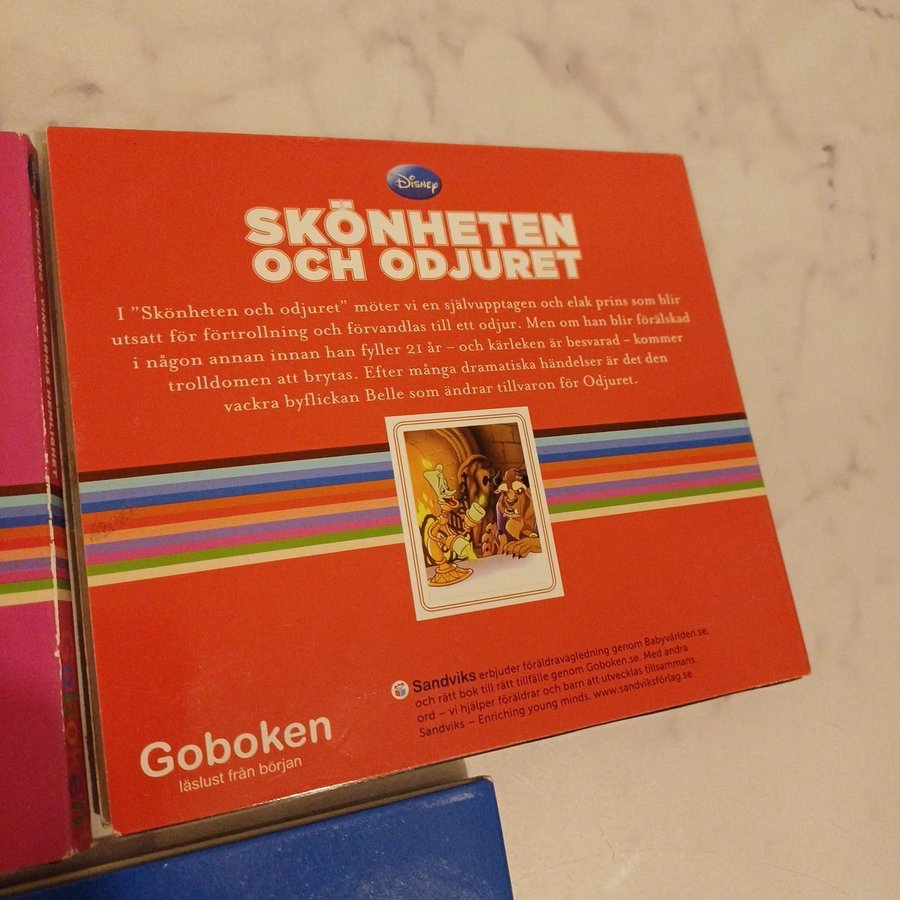 Disney
SKÖNHETEN
OCH ODJURET
I ”Skönheten och odjuret” möter vi en självupptagen och elak prins som blir
utsatt för förtrollning och förvandlas till ett odjur. Men om han blir förälskad
i någon annan innan han fyller 21 år – och kärleken är besvarad – kommer
trolldomen att brytas. Efter många dramatiska händelser är det den
vackra byflickan Belle som ändrar tillvaron för Odjuret.
Sandviks erbjuder föräldravägledning genom Babyvärlden.se,
och rätt bok till rätt tillfälle genom Goboken.se. Med andra
ord – vi hjälper föräldrar och barn att utvecklas tillsammans.
Sandviks – Enriching young minds. www.sandviksförlag.se
Goboken
läslust från början
VINGARNAS HEMLIGHET